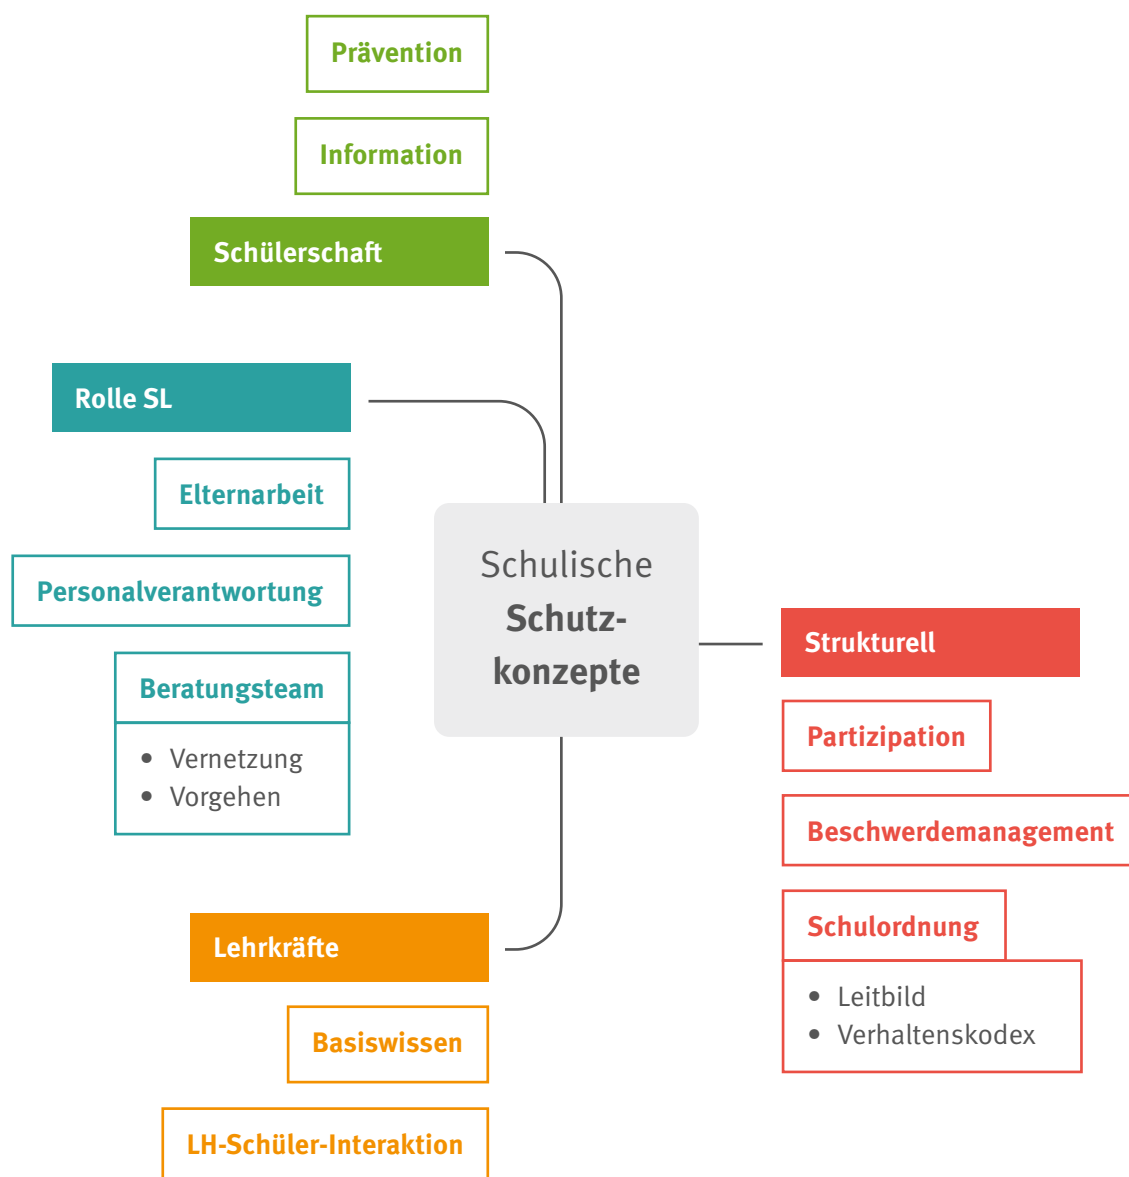 Prävention
Information
Schülerschaft
Rolle SL
Elternarbeit
Personalverantwortung
Beratungsteam
• Vernetzung
• Vorgehen
Schulische
Schutz-
konzepte
Strukturell
Partizipation
Beschwerdemanagement
Schulordnung
• Leitbild
• Verhaltenskodex
Lehrkräfte
Basiswissen
LH-Schüler-Interaktion